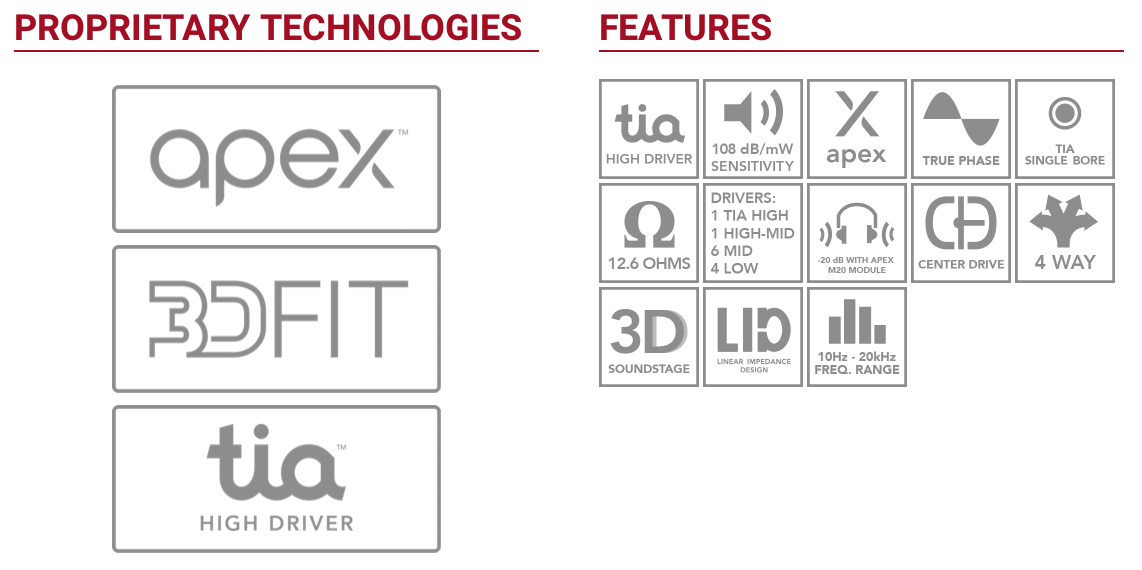 PROPRIETARY TECHNOLOGIES
apex™
3DFIT
tia™
HIGH DRIVER
FEATURES
tia
HIGH DRIVER
108 dB/mW
SENSITIVITY
apex
TRUE PHASE
TIA
SINGLE BORE
Ω
12.6 OHMS
DRIVERS:
1 TIA HIGH
1 HIGH-MID
6 MID
4 LOW
-20 dB WITH APEX
M20 MODULE
CD
CENTER DRIVE
4 WAY
3D
SOUNDSTAGE
LID
LINEAR IMPEDANCE
DESIGN
10Hz - 20kHz
FREQ. RANGE